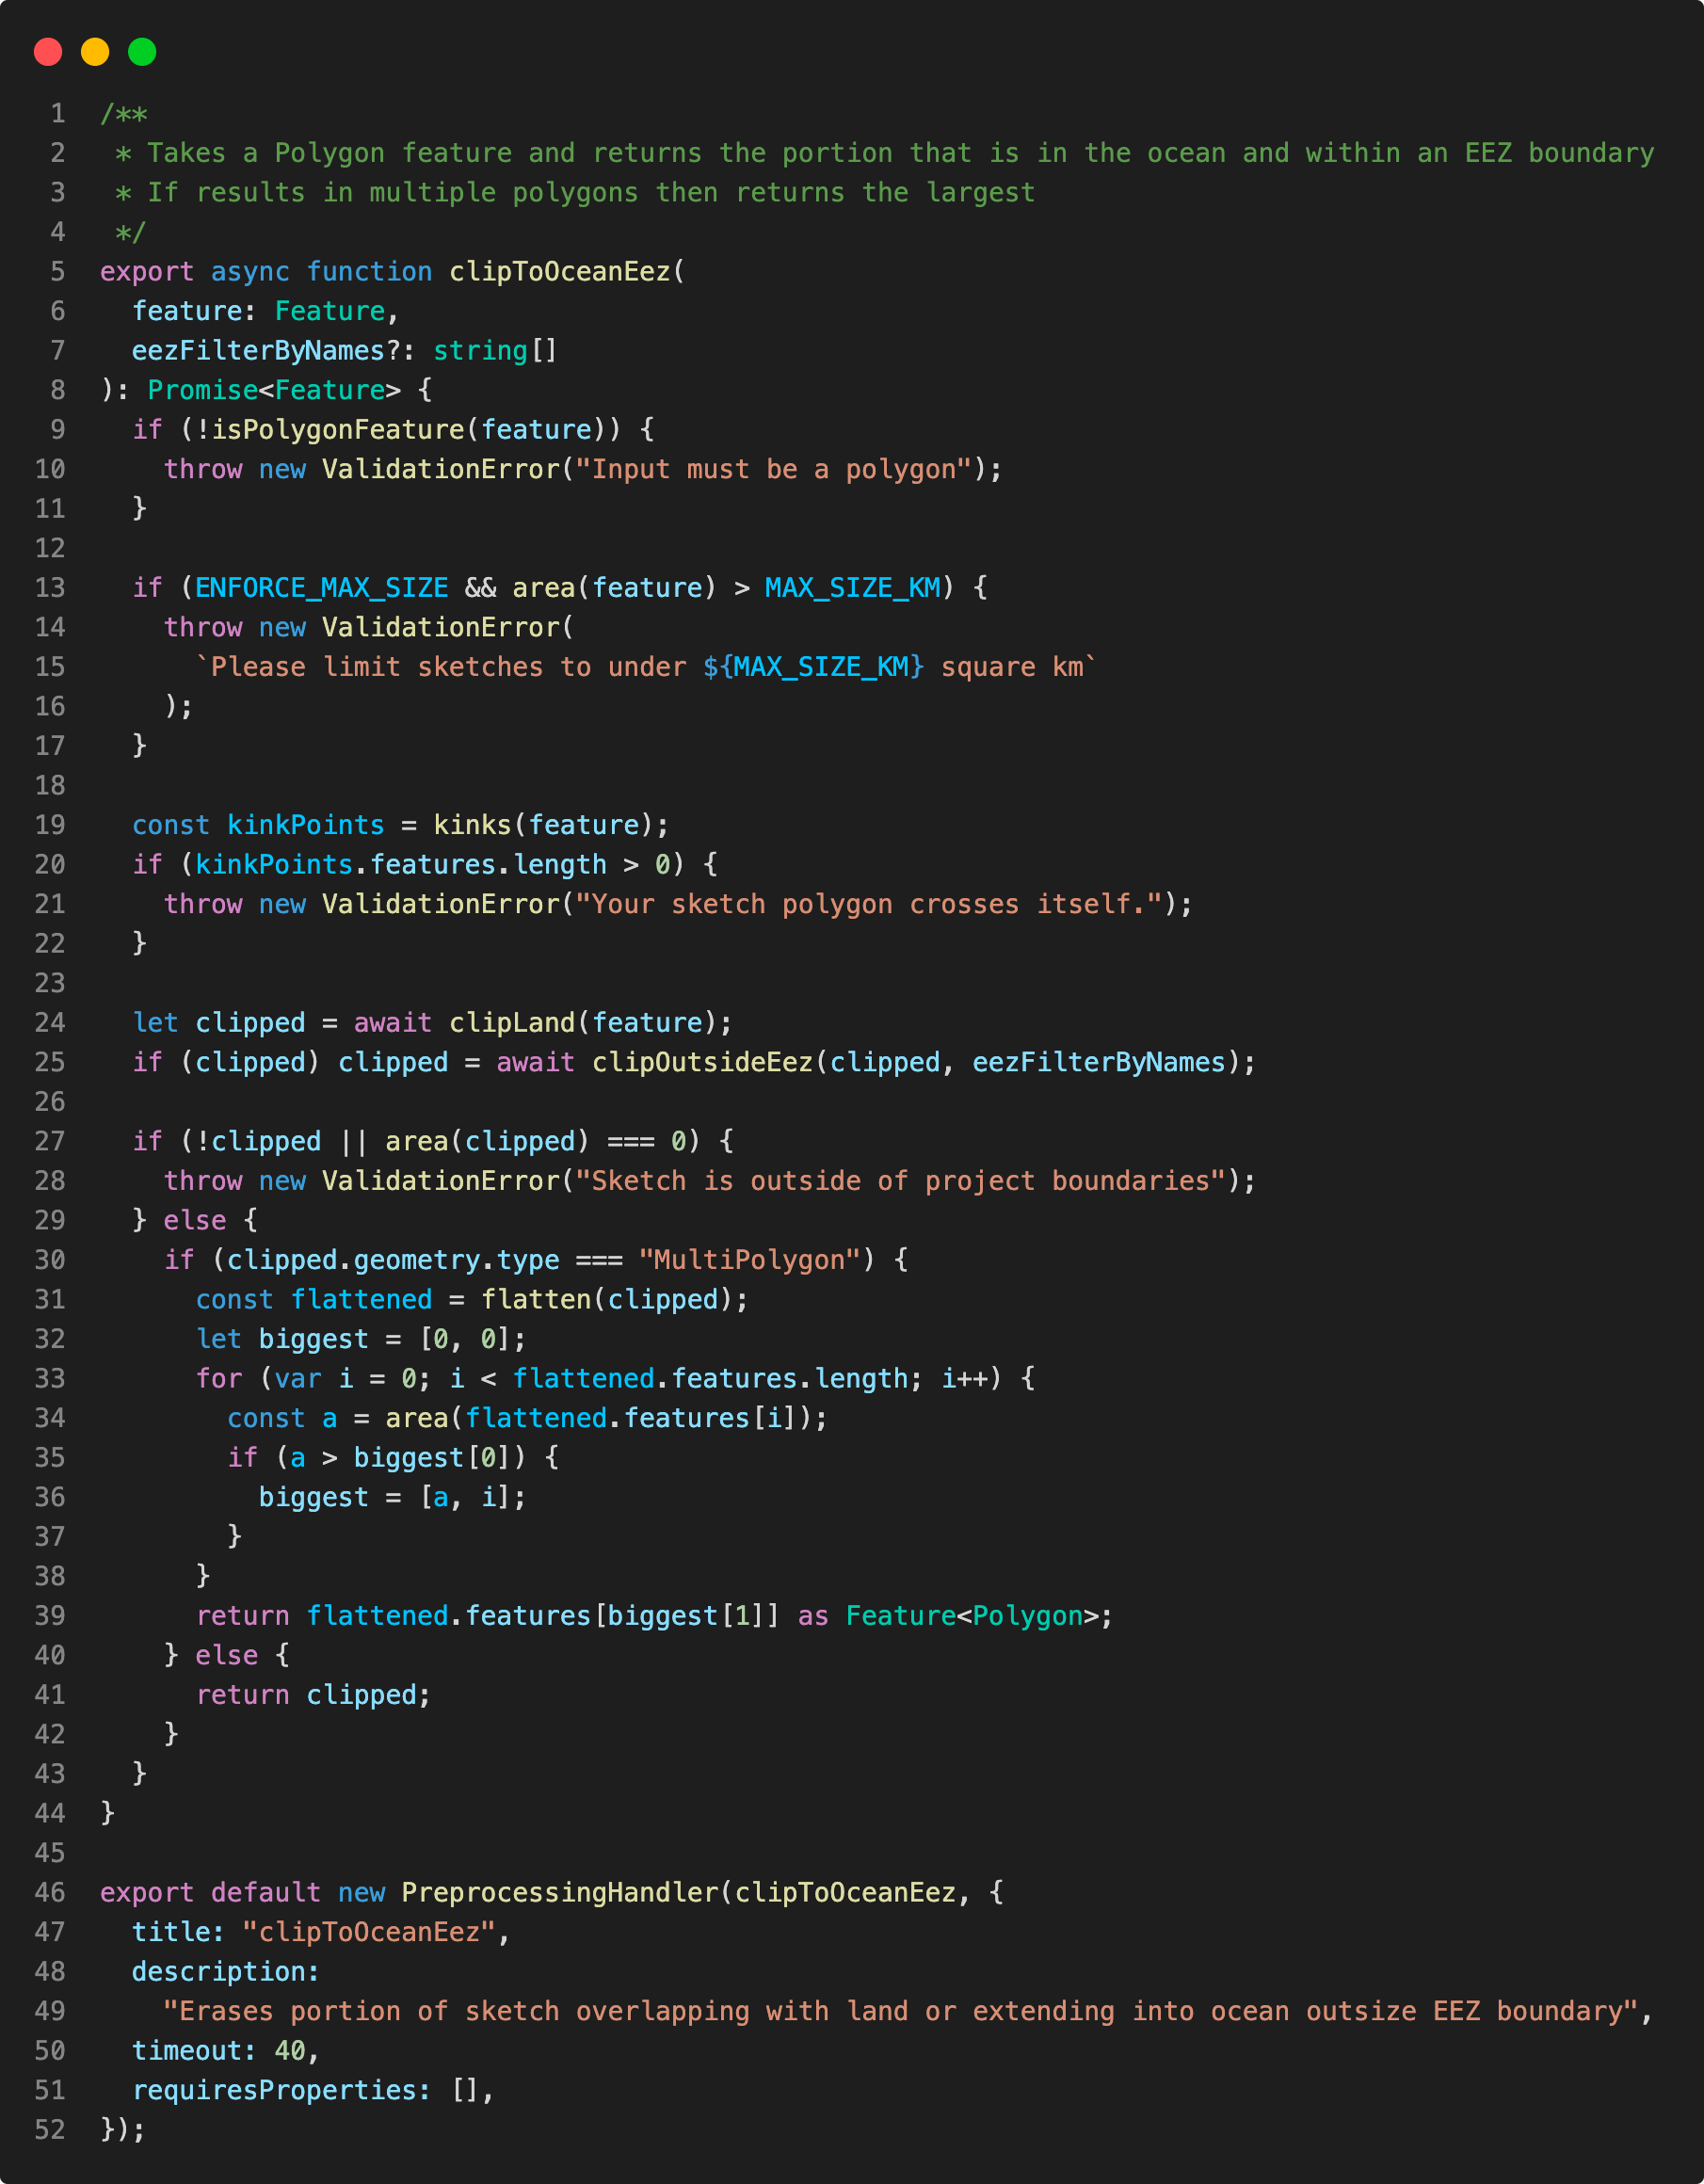 1 /**
2  * Takes a Polygon feature and returns the portion that is in the ocean and within an EEZ boundary
3  * If results in multiple polygons then returns the largest
4  */
5 export async function clipToOceanEez(
6   feature: Feature,
7   eezFilterByNames?: string[]
8 ): Promise<Feature> {
9   if (!isPolygonFeature(feature)) {
10     throw new ValidationError("Input must be a polygon");
11   }
12
13   if (ENFORCE_MAX_SIZE && area(feature) > MAX_SIZE_KM) {
14     throw new ValidationError(
15       `Please limit sketches to under ${MAX_SIZE_KM} square km`
16     );
17   }
18
19   const kinkPoints = kinks(feature);
20   if (kinkPoints.features.length > 0) {
21     throw new ValidationError("Your sketch polygon crosses itself.");
22   }
23
24   let clipped = await clipLand(feature);
25   if (clipped) clipped = await clipOutsideEez(clipped, eezFilterByNames);
26
27   if (!clipped || area(clipped) === 0) {
28     throw new ValidationError("Sketch is outside of project boundaries");
29   } else {
30     if (clipped.geometry.type === "MultiPolygon") {
31       const flattened = flatten(clipped);
32       let biggest = [0, 0];
33       for (var i = 0; i < flattened.features.length; i++) {
34         const a = area(flattened.features[i]);
35         if (a > biggest[0]) {
36           biggest = [a, i];
37         }
38       }
39       return flattened.features[biggest[1]] as Feature<Polygon>;
40     } else {
41       return clipped;
42     }
43   }
44 }
45
46 export default new PreprocessingHandler(clipToOceanEez, {
47   title: "clipToOceanEez",
48   description:
49     "Erases portion of sketch overlapping with land or extending into ocean outsize EEZ boundary",
50   timeout: 40,
51   requiresProperties: [],
52 });